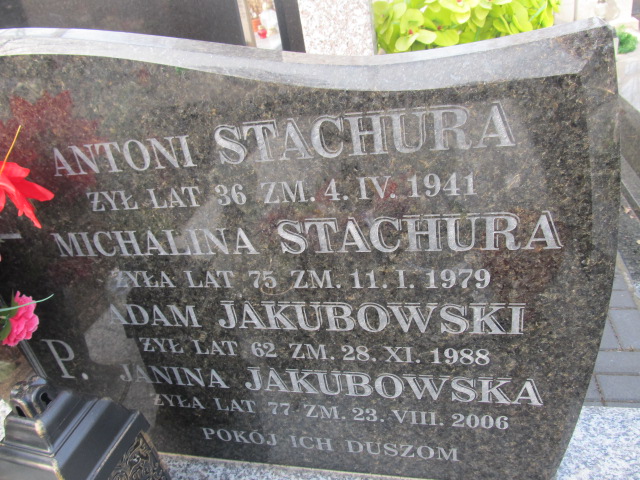 ANTONI STACHURA
ŻYŁ LAT 36 ZM. 4. IV. 1941
MICHALINA STACHURA
ŻYŁA LAT 75 ZM. 11. I. 1979
ADAM JAKUBOWSKI
ŻYŁ LAT 62 ZM. 28. XI. 1988
P.
JANINA JAKUBOWSKA
ŻYŁA LAT 77 ZM. 23. VIII. 2006
POKÓJ ICH DUSZOM